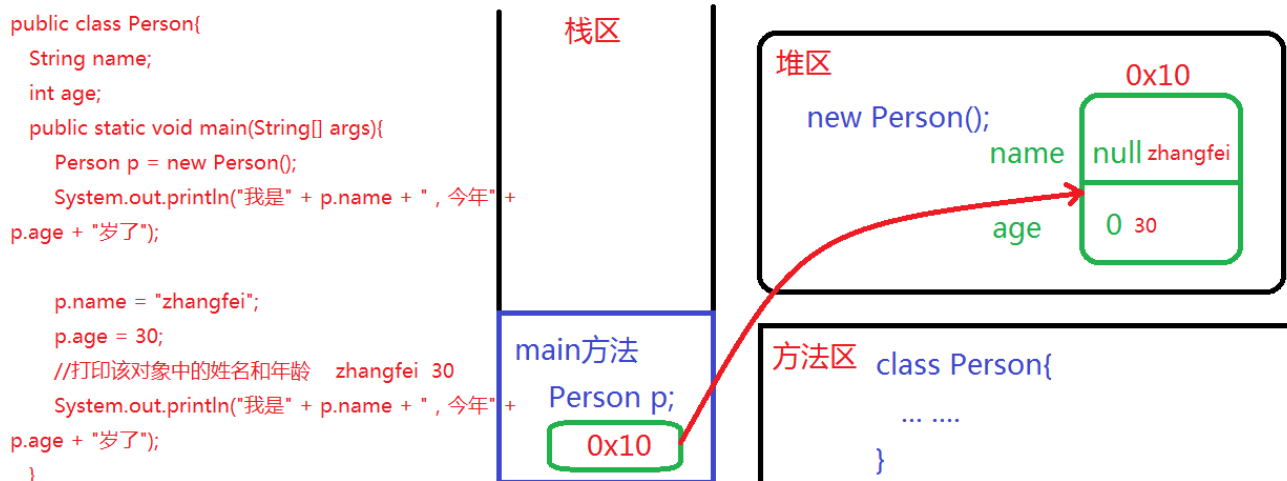 public class Person{
String name;
int age;
public static void main(String[] args){
Person p = new Person();
System.out.println("我是" + p.name + " , 今年" +
p.age + "岁了");
p.name = "zhangfei";
p.age = 30;
//打印该对象中的姓名和年龄 zhangfei 30
System.out.println("我是" + p.name + " , 今年" +
p.age + "岁了");
}
栈区
main方法
Person p;
0x10
堆区
0x10
new Person();
name null zhangfei
age 0 30
方法区 class Person{
... ....
}